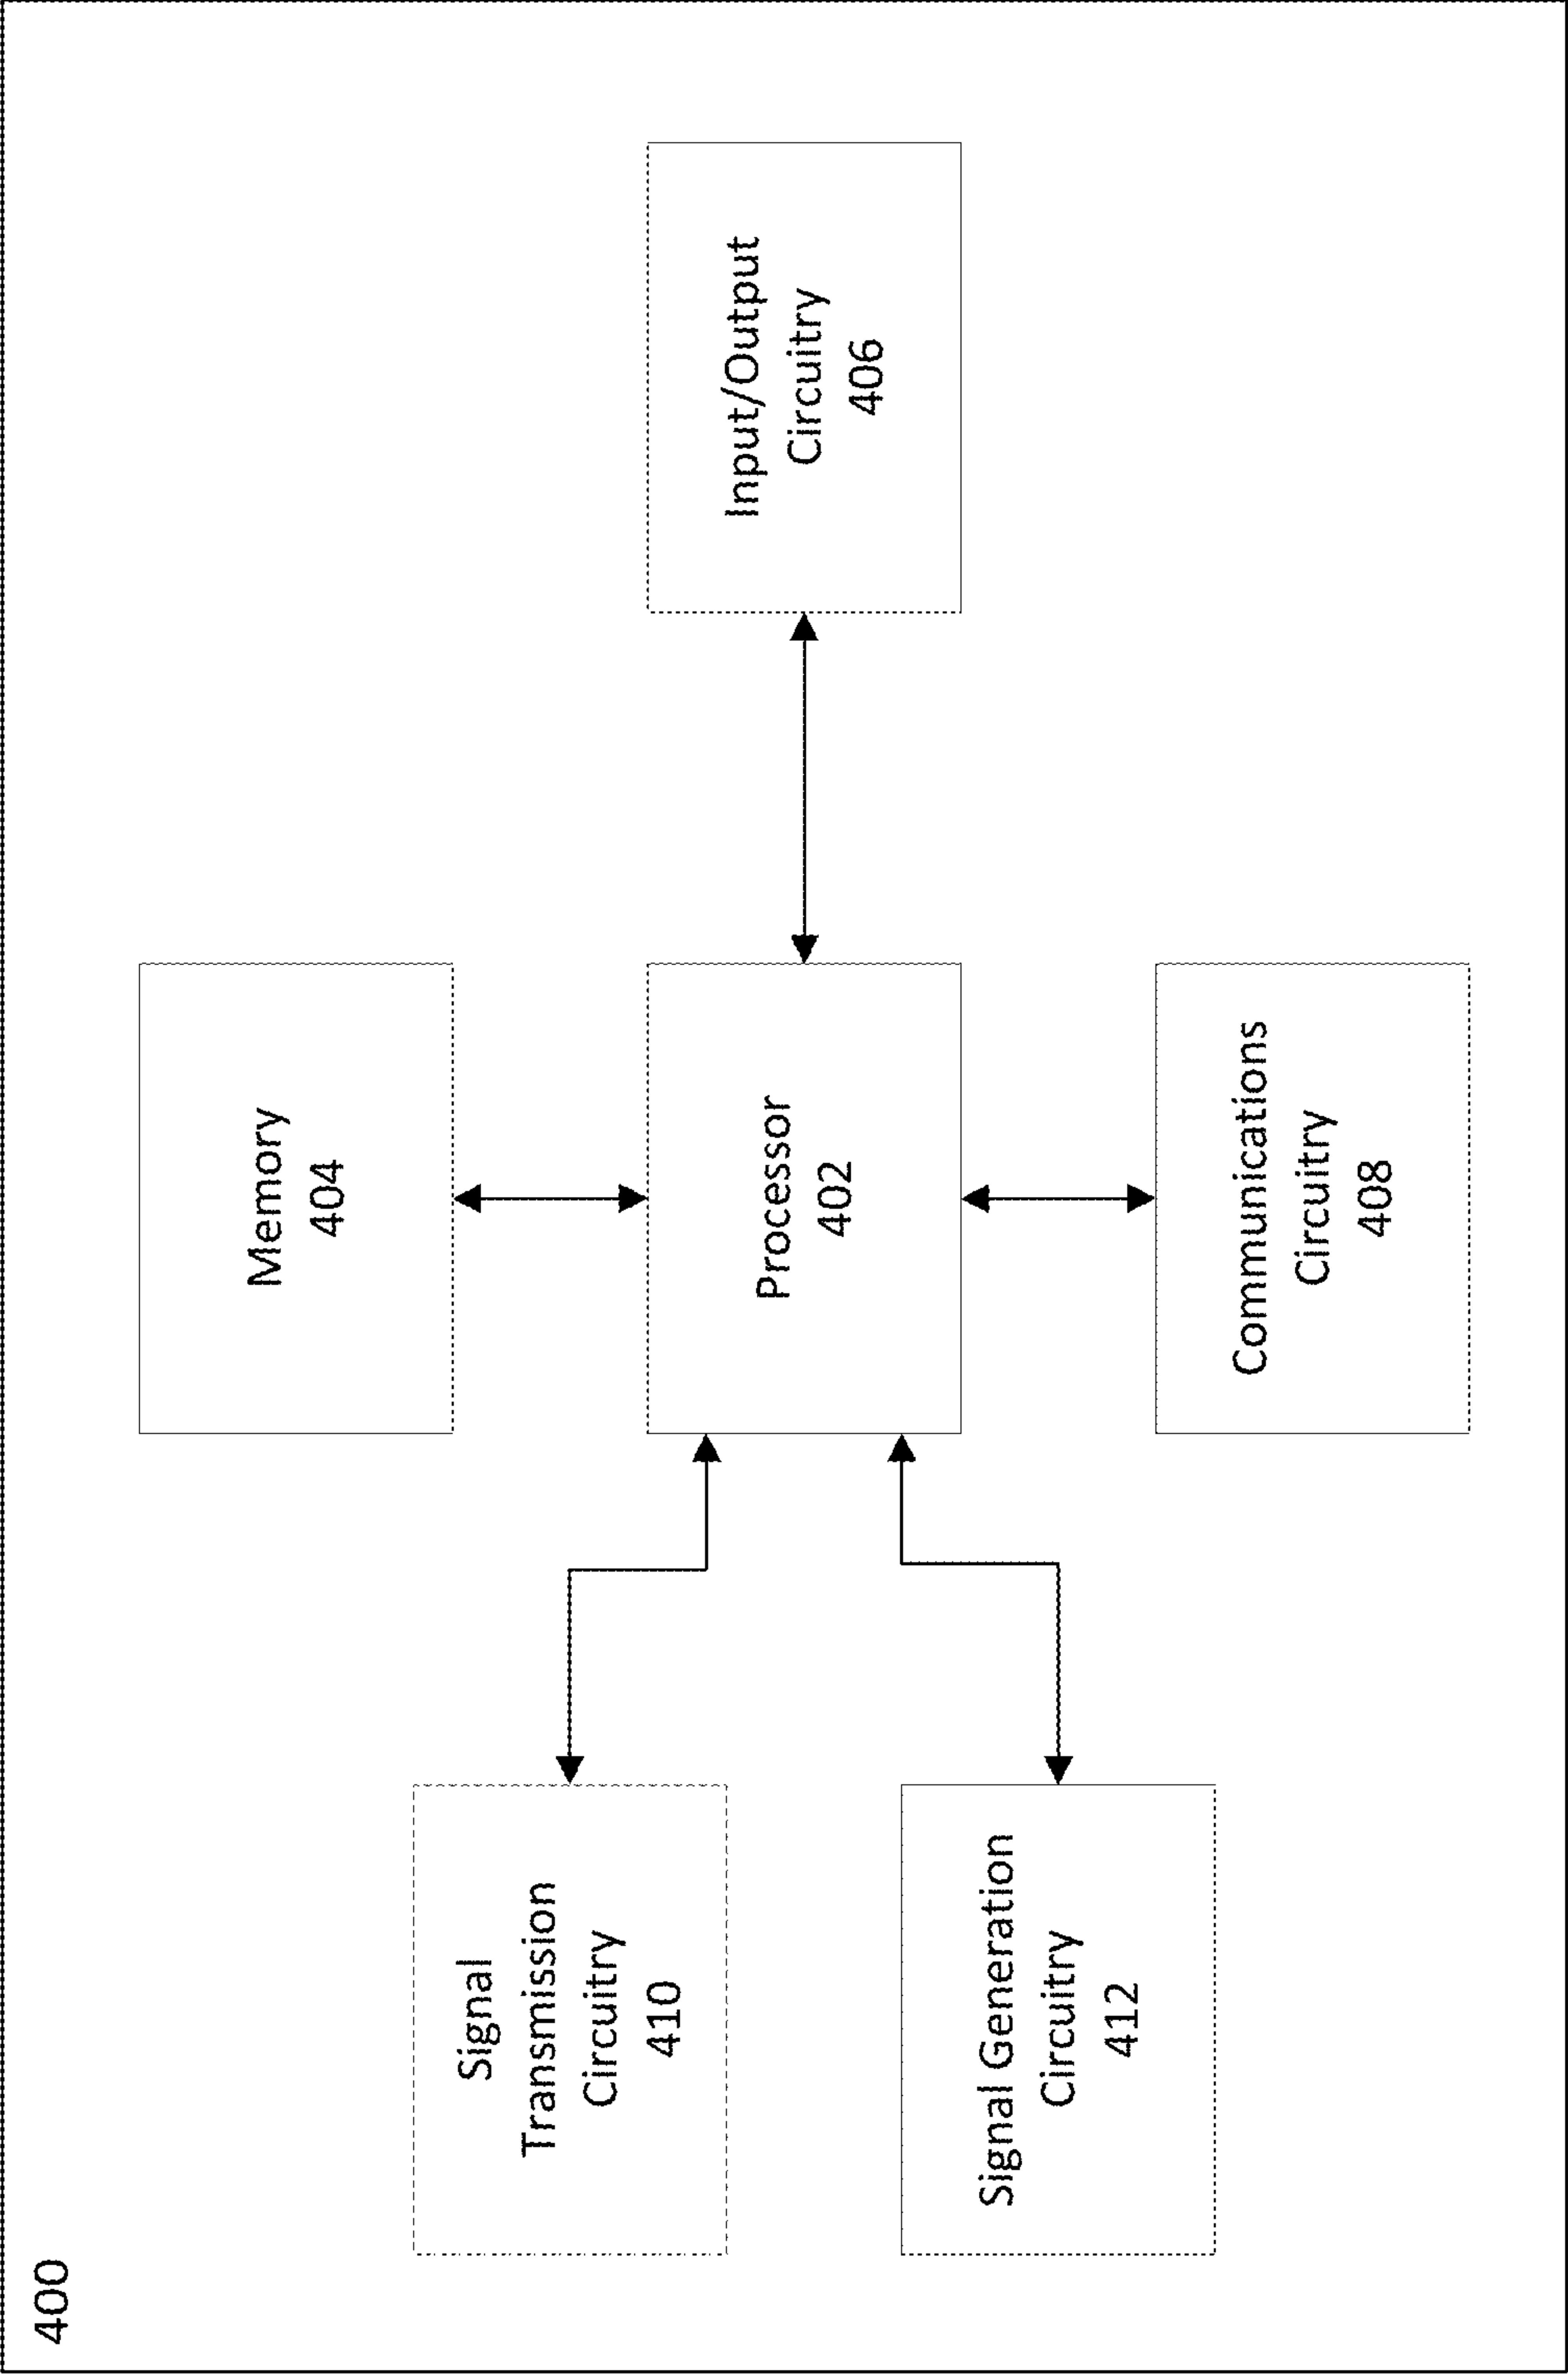 400
Memory
404
Signal
Transmission
Circuitry
410
Processor
402
Input/Output
Circuitry
406
Signal Generation
Circuitry
412
Communications
Circuitry
408